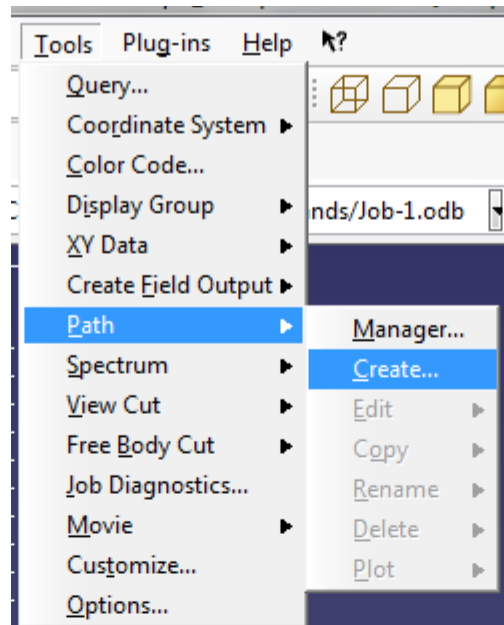 Tools Plug-ins Help ?
Query...
Coordinate System
Color Code...
Display Group
nds/Job-1.odb
XY Data
Create Field Output
Path
Manager...
Spectrum
Create...
View Cut
Edit
Free Body Cut
Copy
Job Diagnostics...
Rename
Movie
Delete
Customize...
Plot
Options...